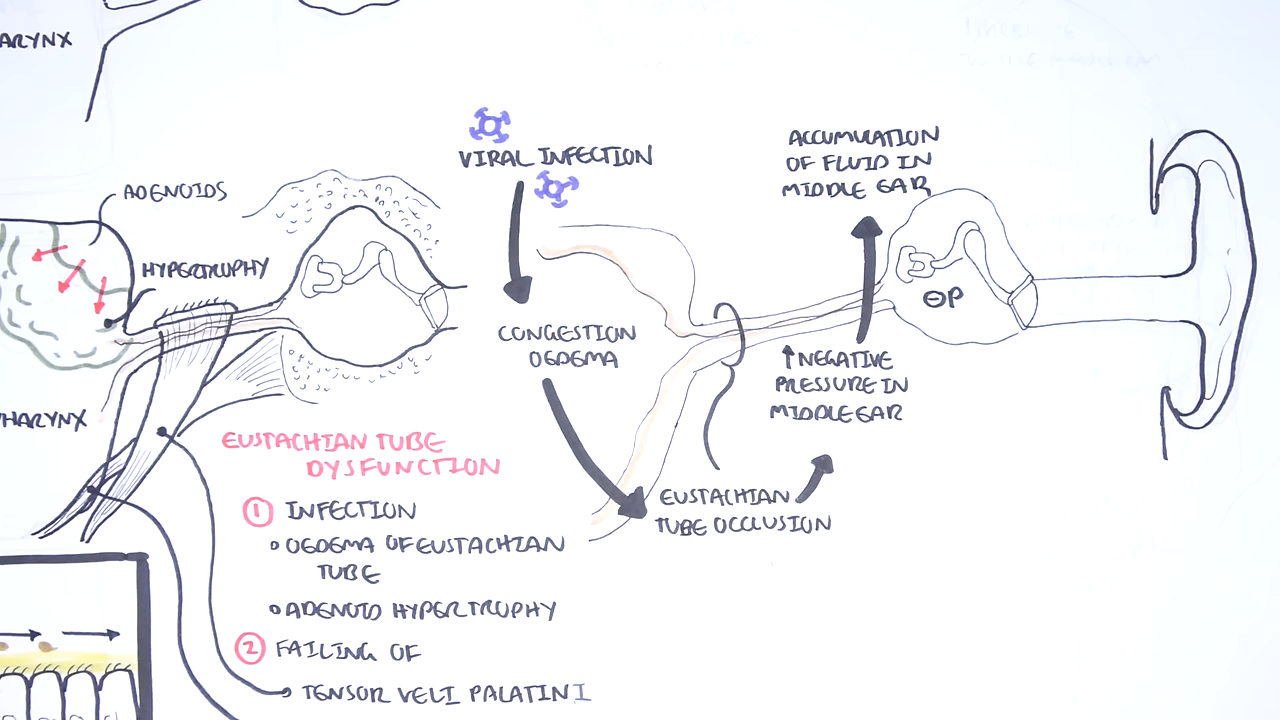 ARYNX
ADENOIDS
HYPERTROPHY
HARYNX
VIRAL INFECTION
CONGESTION
OEDEMA
EUSTACHIAN
TUBE OCCLUSION
↑NEGATIVE
PRESSURE IN
MIDDLE EAR
ACCUMULATION
OF FLUID IN
MIDDLE EAR
ӨP
EUSTACHIAN TUBE
DYSFUNCTION
1 INFECTION
OEDEMA OF EUSTACHIAN
TUBE
ADENOID HYPERTROPHY
2 FAILING OF
TENSOR VELI PALATINI